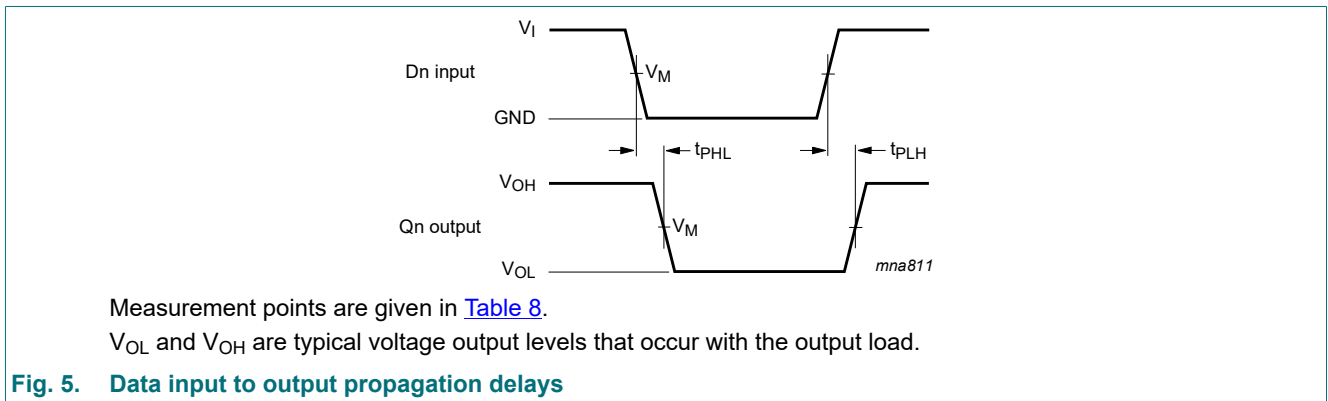 V_I
Dn input
V_M
GND
t_PHL
t_PLH
V_OH
Qn output
V_M
V_OL
mna811
Measurement points are given in Table 8.
V_OL and V_OH are typical voltage output levels that occur with the output load.
Fig. 5. Data input to output propagation delays